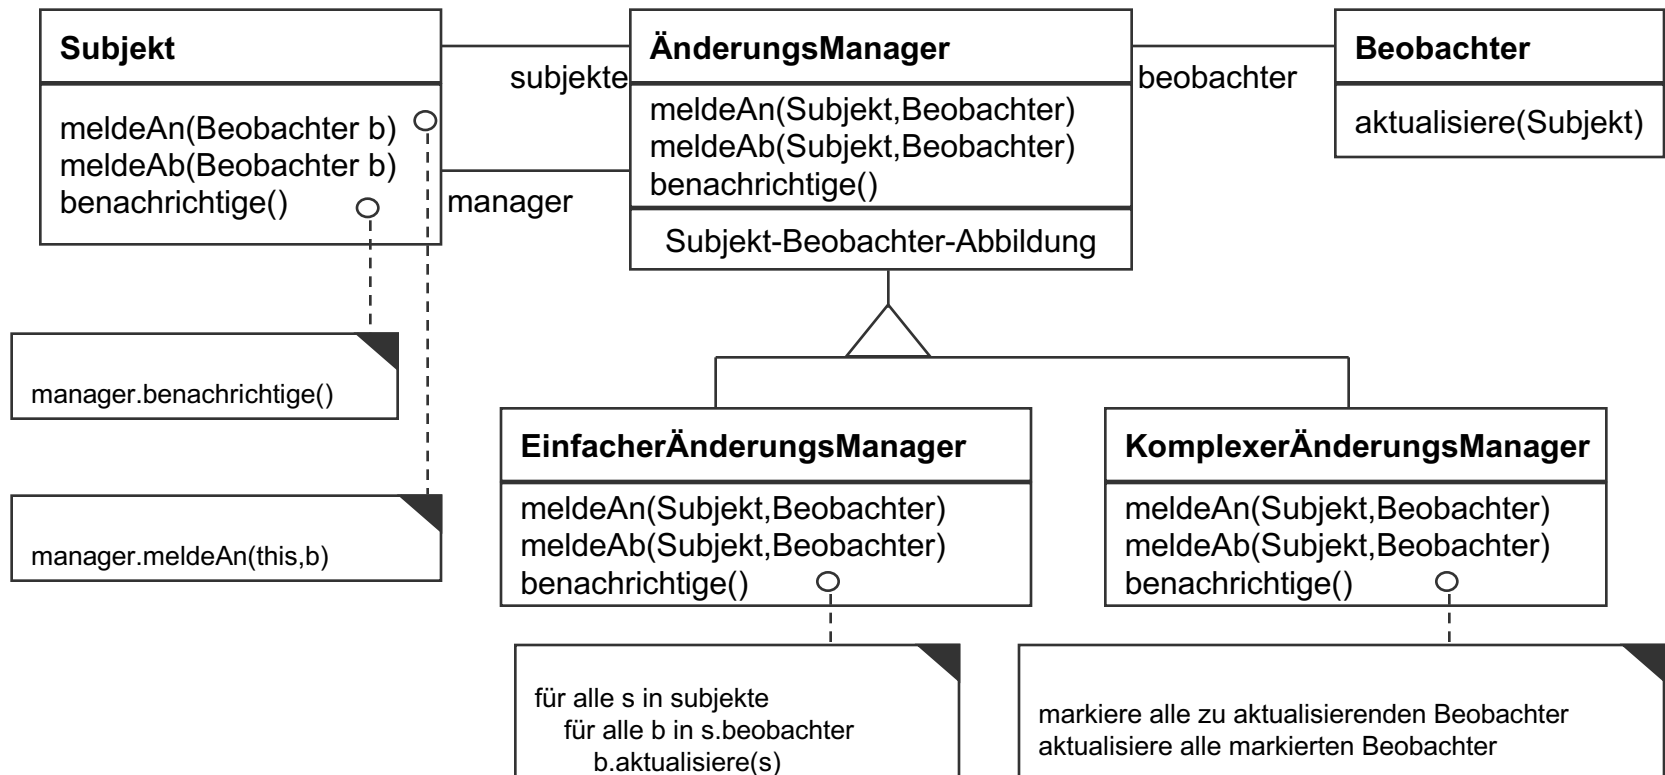 Subjekt
meldeAn(Beobachter b)
meldeAb(Beobachter b)
benachrichtige()
subjekte
manager
ÄnderungsManager
meldeAn(Subjekt,Beobachter)
meldeAb(Subjekt,Beobachter)
benachrichtige()
Subjekt-Beobachter-Abbildung
beobachter
Beobachter
aktualisiere(Subjekt)
manager.benachrichtige()
manager.meldeAn(this,b)
EinfacherÄnderungsManager
meldeAn(Subjekt,Beobachter)
meldeAb(Subjekt,Beobachter)
benachrichtige()
KomplexerÄnderungsManager
meldeAn(Subjekt,Beobachter)
meldeAb(Subjekt,Beobachter)
benachrichtige()
für alle s in subjekte
für alle b in s.beobachter
b.aktualisiere(s)
markiere alle zu aktualisierenden Beobachter
aktualisiere alle markierten Beobachter